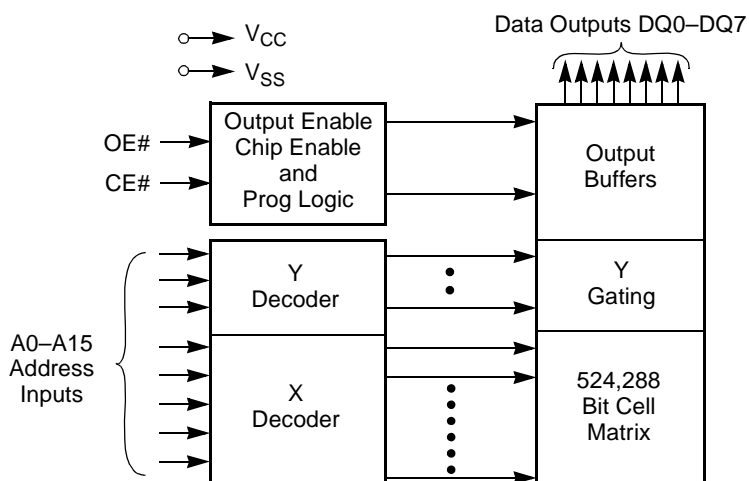 Data Outputs DQ0–DQ7
VCC
VSS
OE#
CE#
Output Enable
Chip Enable
and
Prog Logic
Output
Buffers
Y
Decoder
Y
Gating
A0–A15
Address
Inputs
X
Decoder
524,288
Bit Cell
Matrix